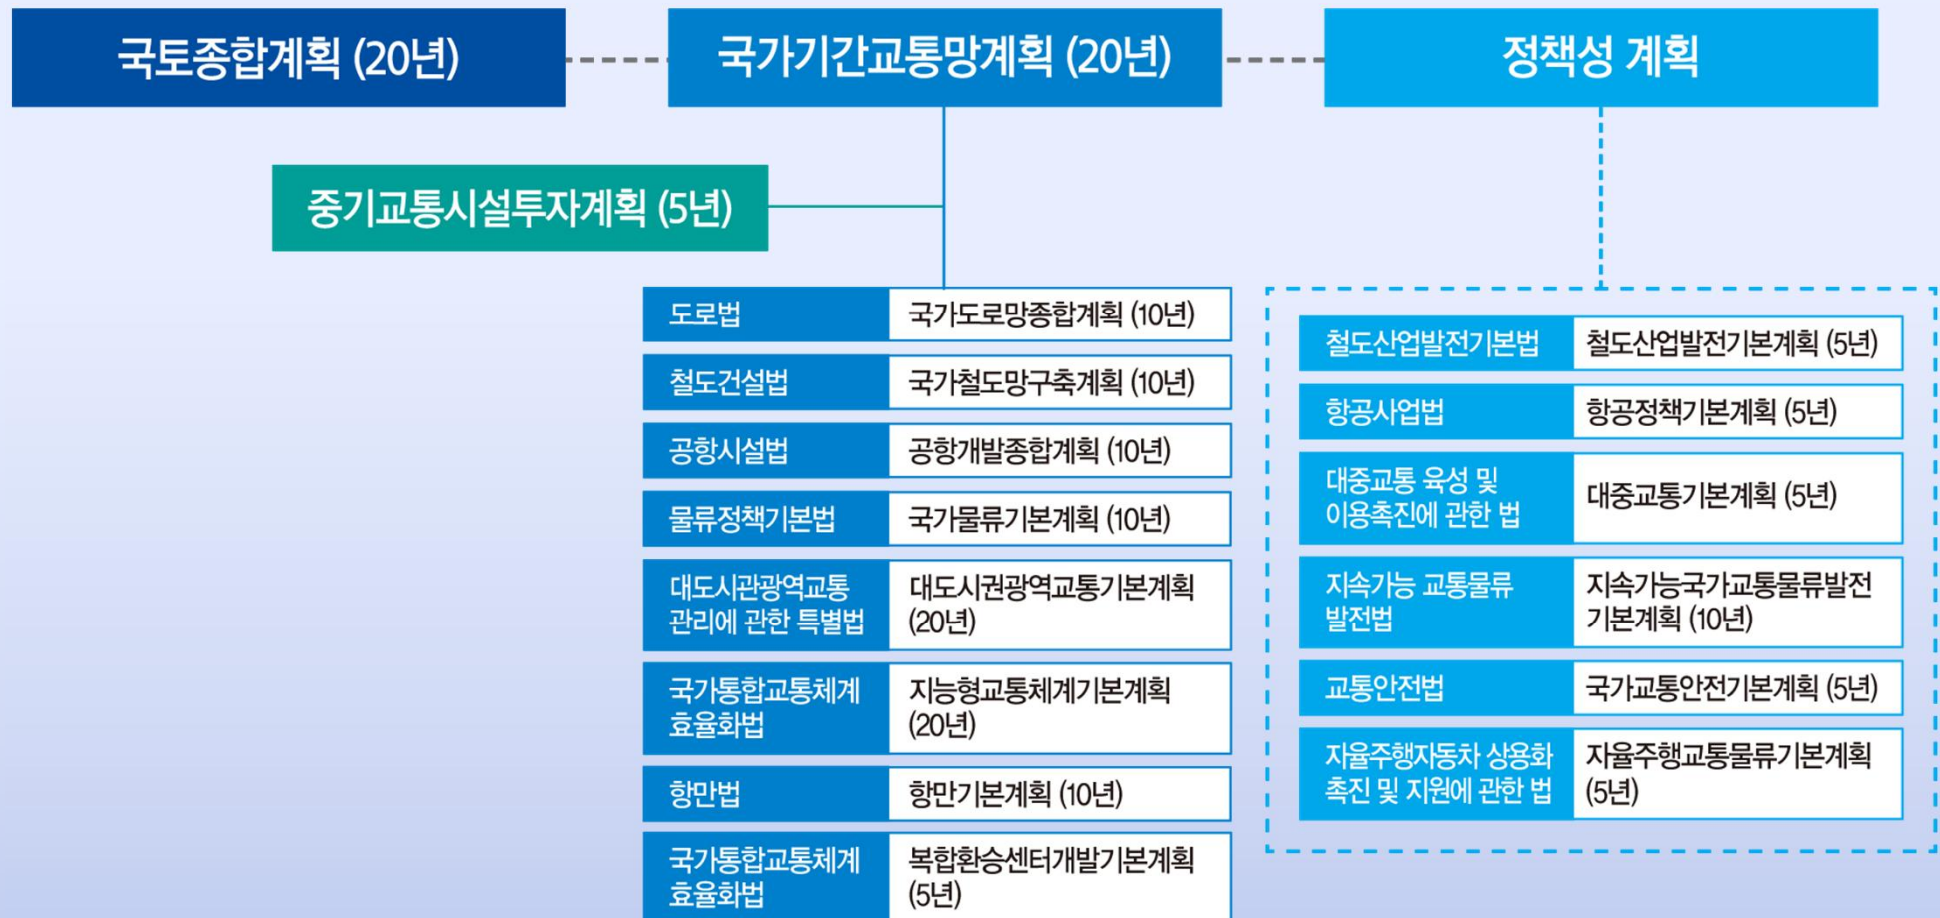 국토종합계획 (20년)
국가기간교통망계획 (20년)
정책성 계획
중기교통시설투자계획 (5년)
도로법
국가도로망종합계획 (10년)
철도건설법
국가철도망구축계획 (10년)
공항시설법
공항개발종합계획 (10년)
물류정책기본법
국가물류기본계획 (10년)
대도시관광역교통
관리에 관한 특별법
대도시권광역교통기본계획
(20년)
국가통합교통체계
효율화법
지능형교통체계기본계획
(20년)
항만법
항만기본계획 (10년)
국가통합교통체계
효율화법
복합환승센터개발기본계획
(5년)
철도산업발전기본법
철도산업발전기본계획 (5년)
항공사업법
항공정책기본계획 (5년)
대중교통 육성 및
이용촉진에 관한 법
대중교통기본계획 (5년)
지속가능 교통물류
발전법
지속가능국가교통물류발전
기본계획 (10년)
교통안전법
국가교통안전기본계획 (5년)
자율주행자동차 상용화
촉진 및 지원에 관한 법
자율주행교통물류기본계획
(5년)